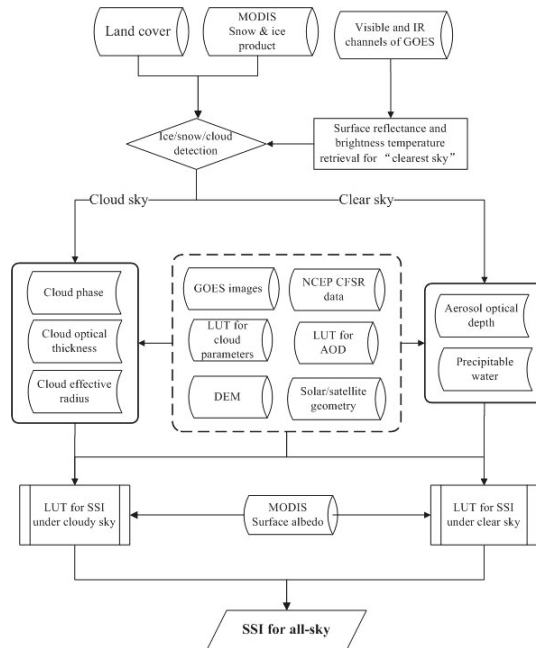 Land cover
MODIS
Snow & ice
product
Visible and IR
channels of GOES
Ice/snow/cloud
detection
Surface reflectance and
brightness temperature
retrieval for “clearest sky”
Cloud sky
Clear sky
Cloud phase
Cloud optical
thickness
Cloud effective
radius
GOES images
NCEP CFSR
data
LUT for
cloud parameters
LUT for
AOD
DEM
Solar/satellite
geometry
Aerosol optical
depth
Precipitable
water
LUT for SSI
under cloudy sky
MODIS
Surface albedo
LUT for SSI
under clear sky
SSI for all-sky